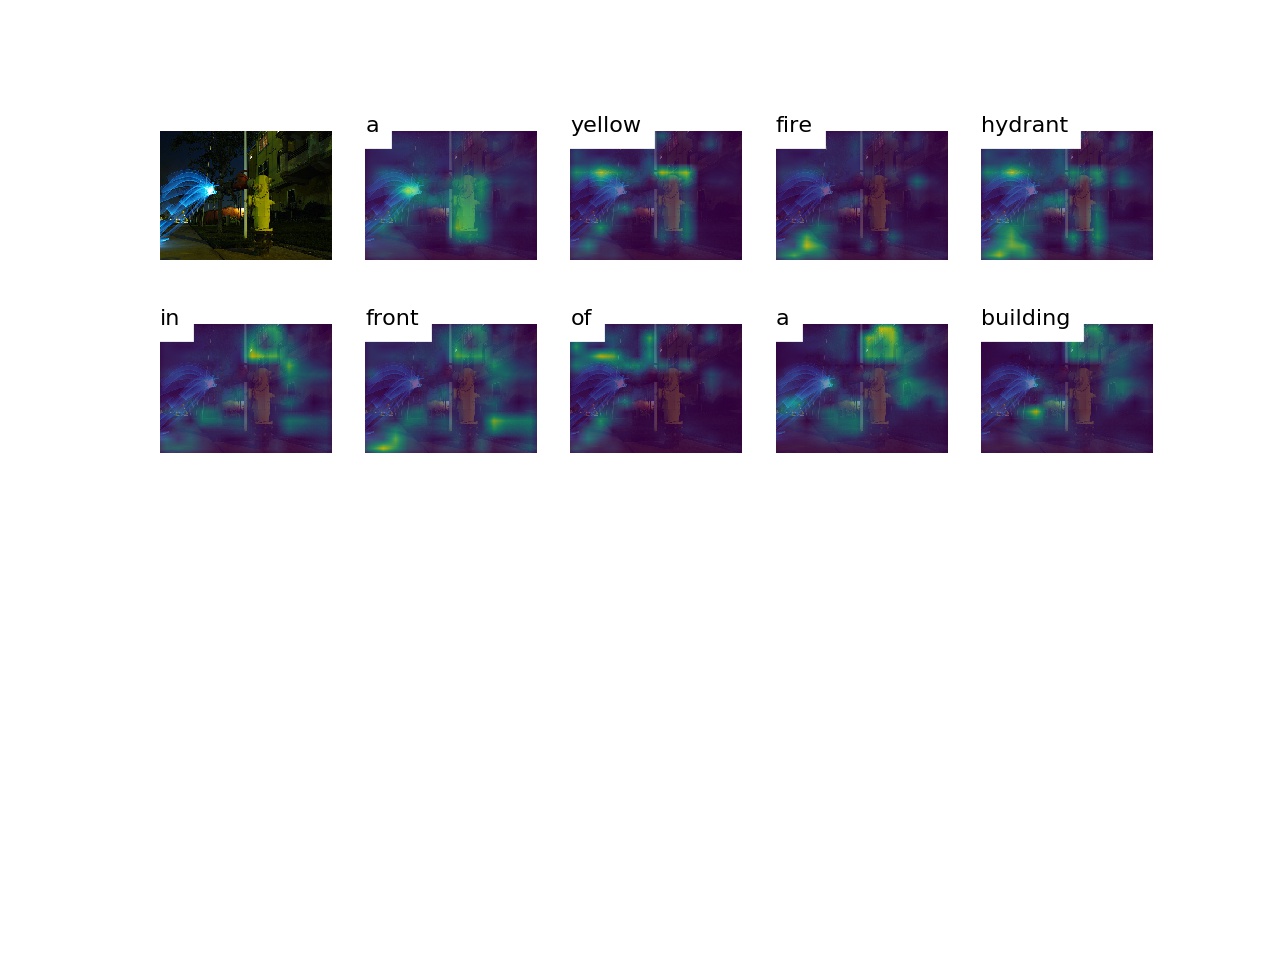 a yellow fire hydrant
in front of a building